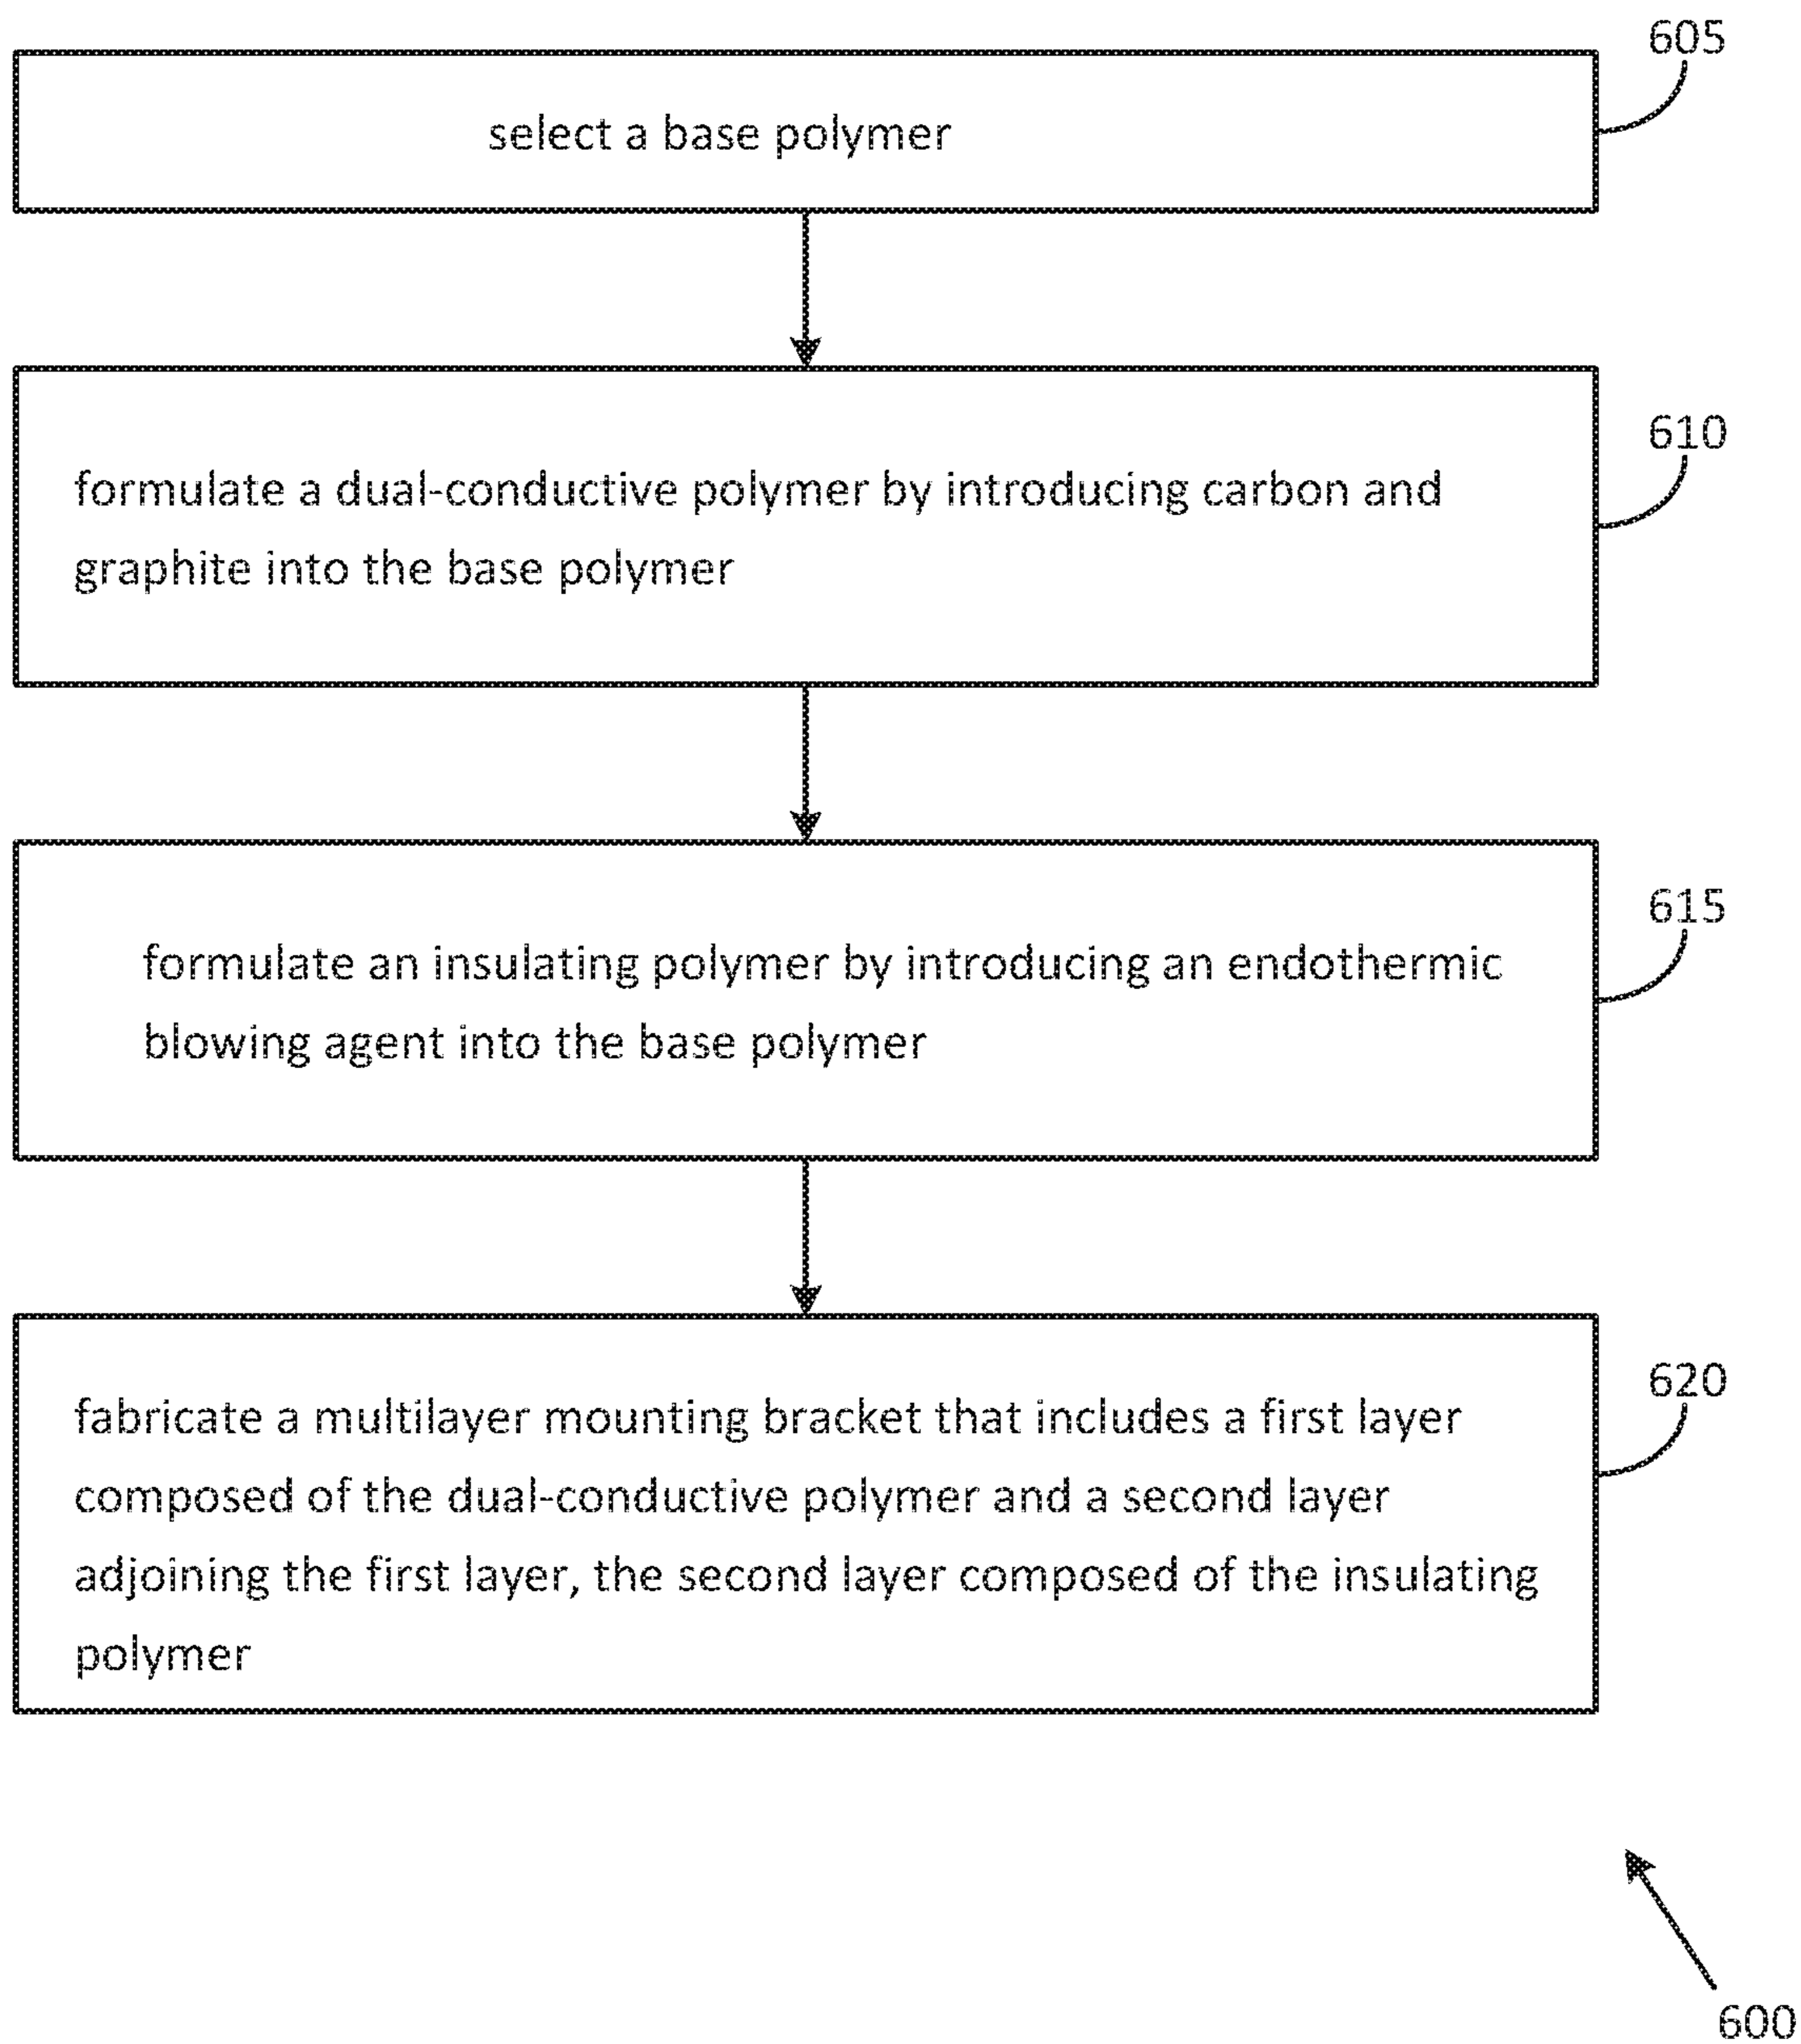 605
select a base polymer
610
formulate a dual-conductive polymer by introducing carbon and
graphite into the base polymer
615
formulate an insulating polymer by introducing an endothermic
blowing agent into the base polymer
620
fabricate a multilayer mounting bracket that includes a first layer
composed of the dual-conductive polymer and a second layer
adjoining the first layer, the second layer composed of the insulating
polymer
600